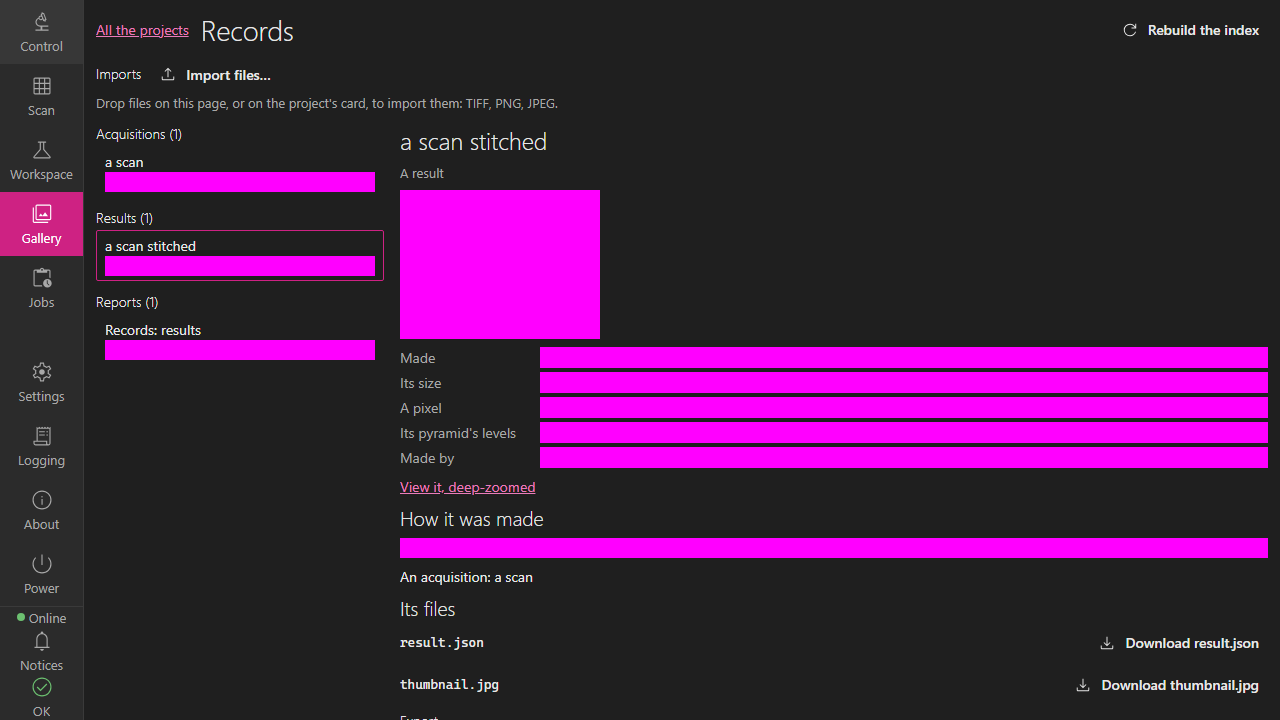 Control
Scan
Workspace
Gallery
Jobs
Settings
Logging
About
Power
Online
Notices
OK
All the projects
Records
Rebuild the index
Imports
Import files...
Drop files on this page, or on the project's card, to import them: TIFF, PNG, JPEG.
Acquisitions (1)
a scan
Results (1)
a scan stitched
Reports (1)
Records: results
a scan stitched
A result
Made
Its size
A pixel
Its pyramid's levels
Made by
View it, deep-zoomed
How it was made
An acquisition: a scan
Its files
result.json
Download result.json
thumbnail.jpg
Download thumbnail.jpg
Export